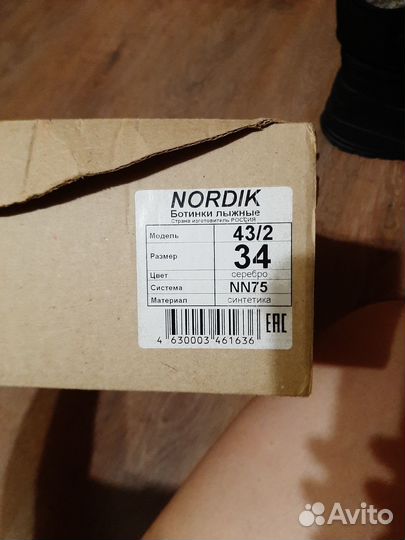 NORDIK
Ботинки лыжные
Страна изготовитель РОССИЯ
Модель 43/2
Размер 34
Цвет серебро
Система NN75
Материал синтетика
4 630003 461636
EAC
Avito